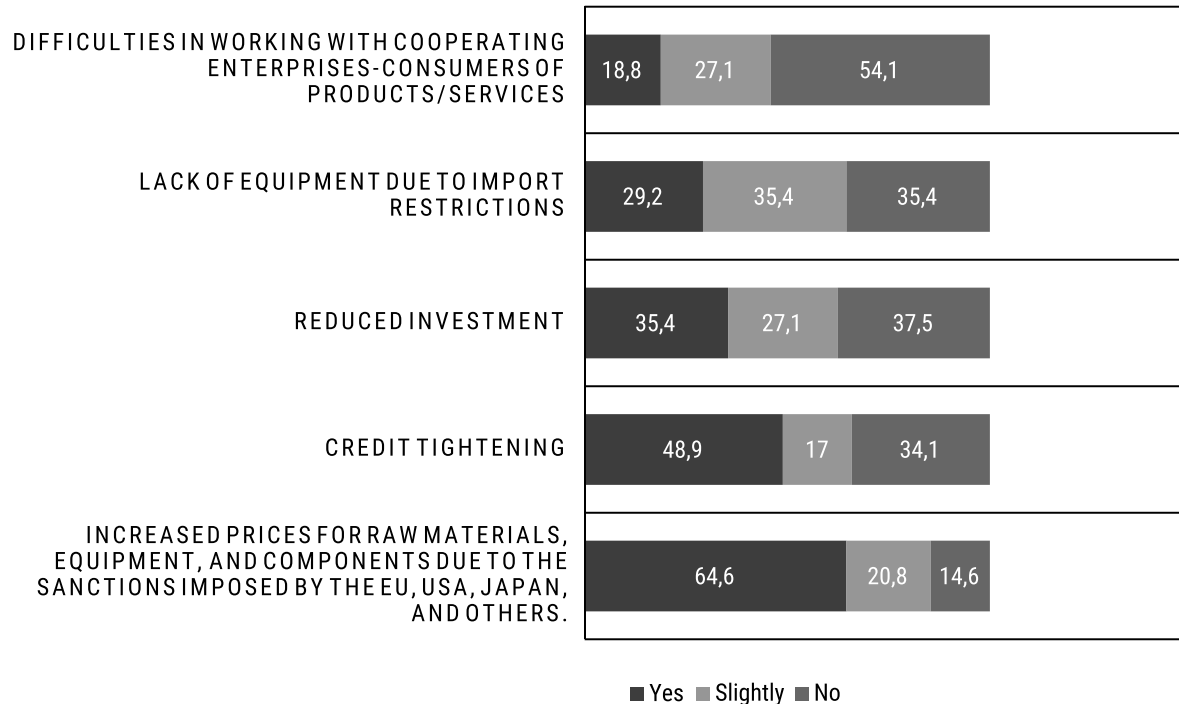 DIFFICULTIES IN WORKING WITH COOPERATING
ENTERPRISES-CONSUMERS OF
PRODUCTS/SERVICES
18,8 27,1 54,1
LACK OF EQUIPMENT DUE TO IMPORT
RESTRICTIONS
29,2 35,4 35,4
REDUCED INVESTMENT
35,4 27,1 37,5
CREDIT TIGHTENING
48,9 17 34,1
INCREASED PRICES FOR RAW MATERIALS,
EQUIPMENT, AND COMPONENTS DUE TO THE
SANCTIONS IMPOSED BY THE EU, USA, JAPAN,
AND OTHERS.
64,6 20,8 14,6
Yes Slightly No